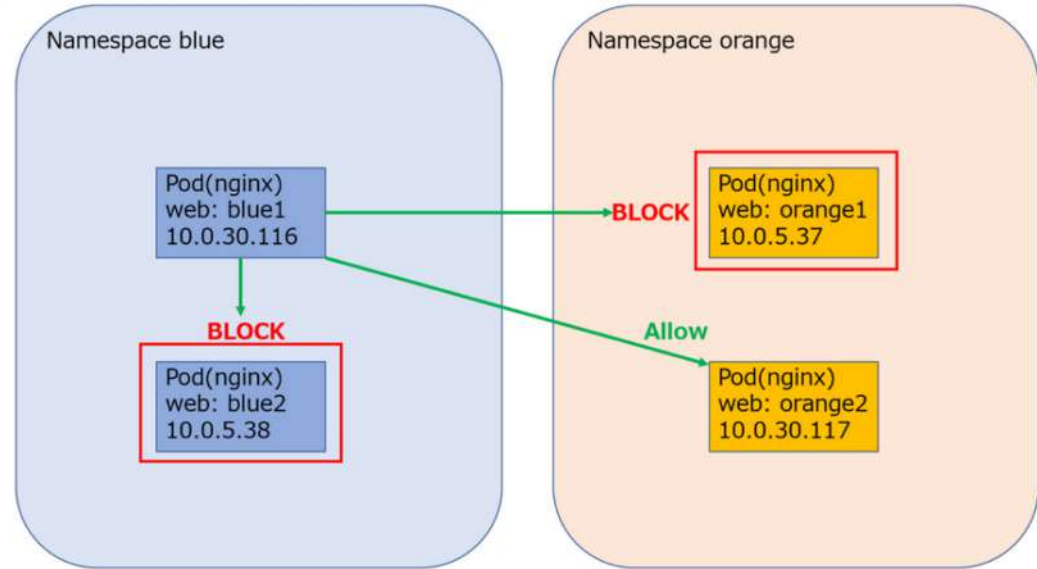 Namespace blue
Namespace orange
Pod(nginx)
web: blue1
10.0.30.116
BLOCK
Pod(nginx)
web: orange1
10.0.5.37
BLOCK
Allow
Pod(nginx)
web: blue2
10.0.5.38
Pod(nginx)
web: orange2
10.0.30.117